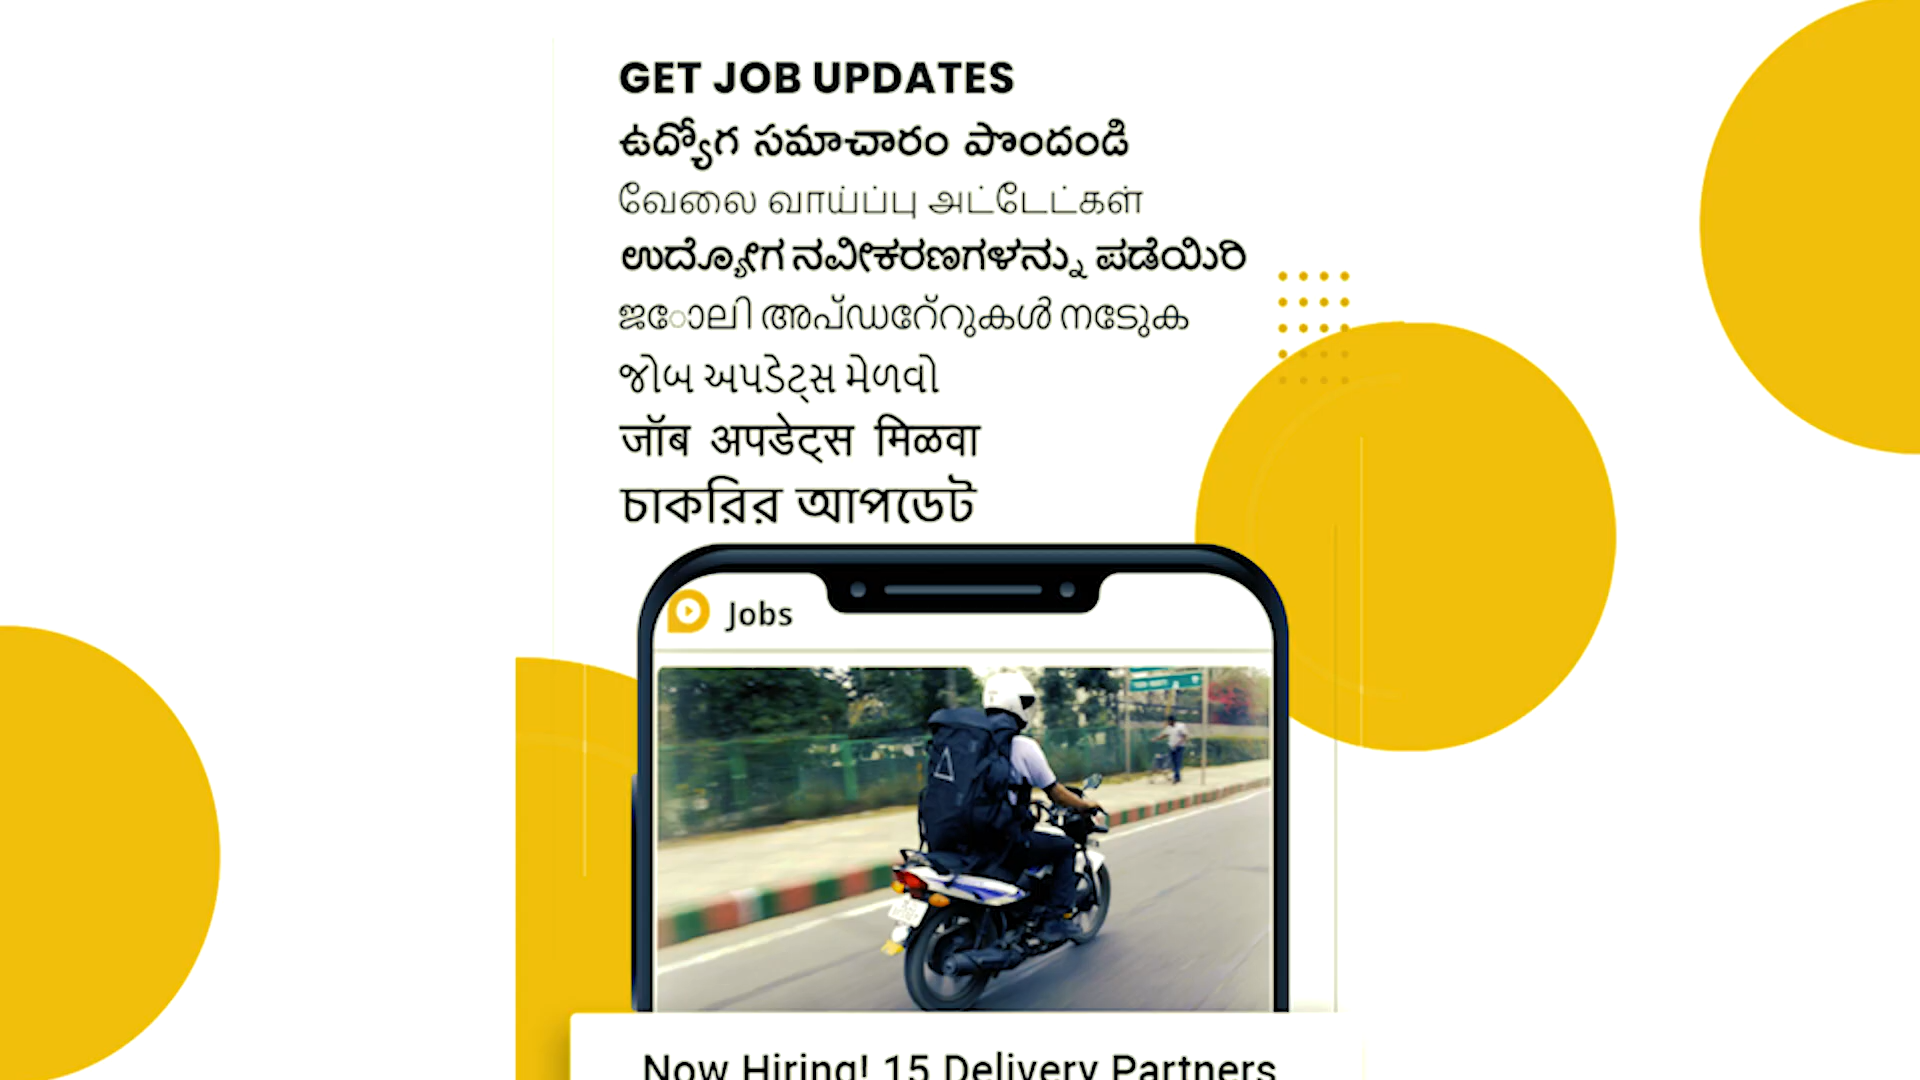 GET JOB UPDATES
ఉద్యోగ సమాచారం పొందండి
வேலை வாய்ப்பு அட்டேட்கள்
ಉದ್ಯೋಗ ನವೀಕರಣಗಳನ್ನು ಪಡೆಯಿರಿ
ജോലി അപ്ഡേറ്റുകൾ നേടുക
જોબ અપડેટ્સ મેળવો
जॉब अपडेट्स मिळवा
চাকরির আপডেট
Jobs
Now Hiring! 15 Delivery Partners